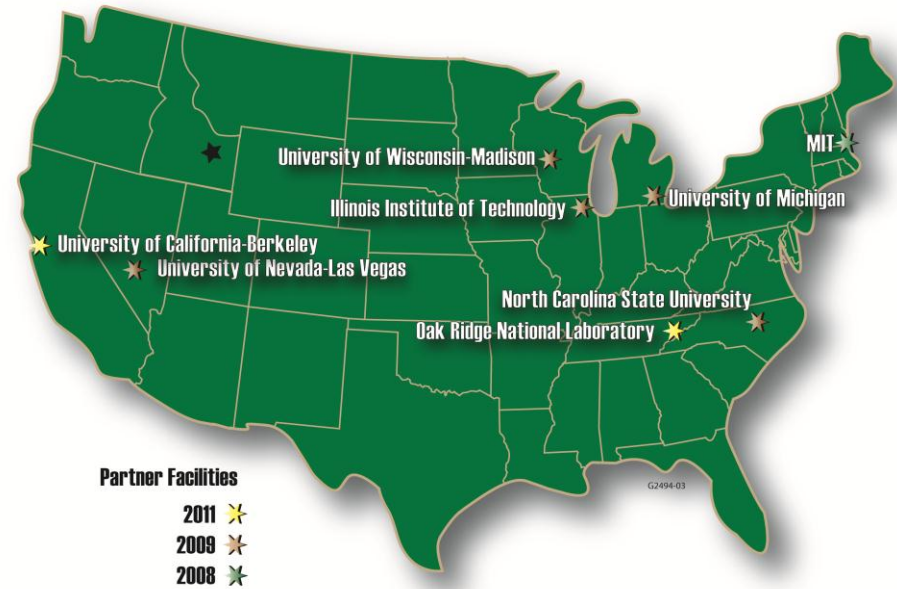 MIT
University of Wisconsin-Madison
University of Michigan
Illinois Institute of Technology
University of California-Berkeley
University of Nevada-Las Vegas
North Carolina State University
Oak Ridge National Laboratory
Partner Facilities
G2494-03
2011
2009
2008